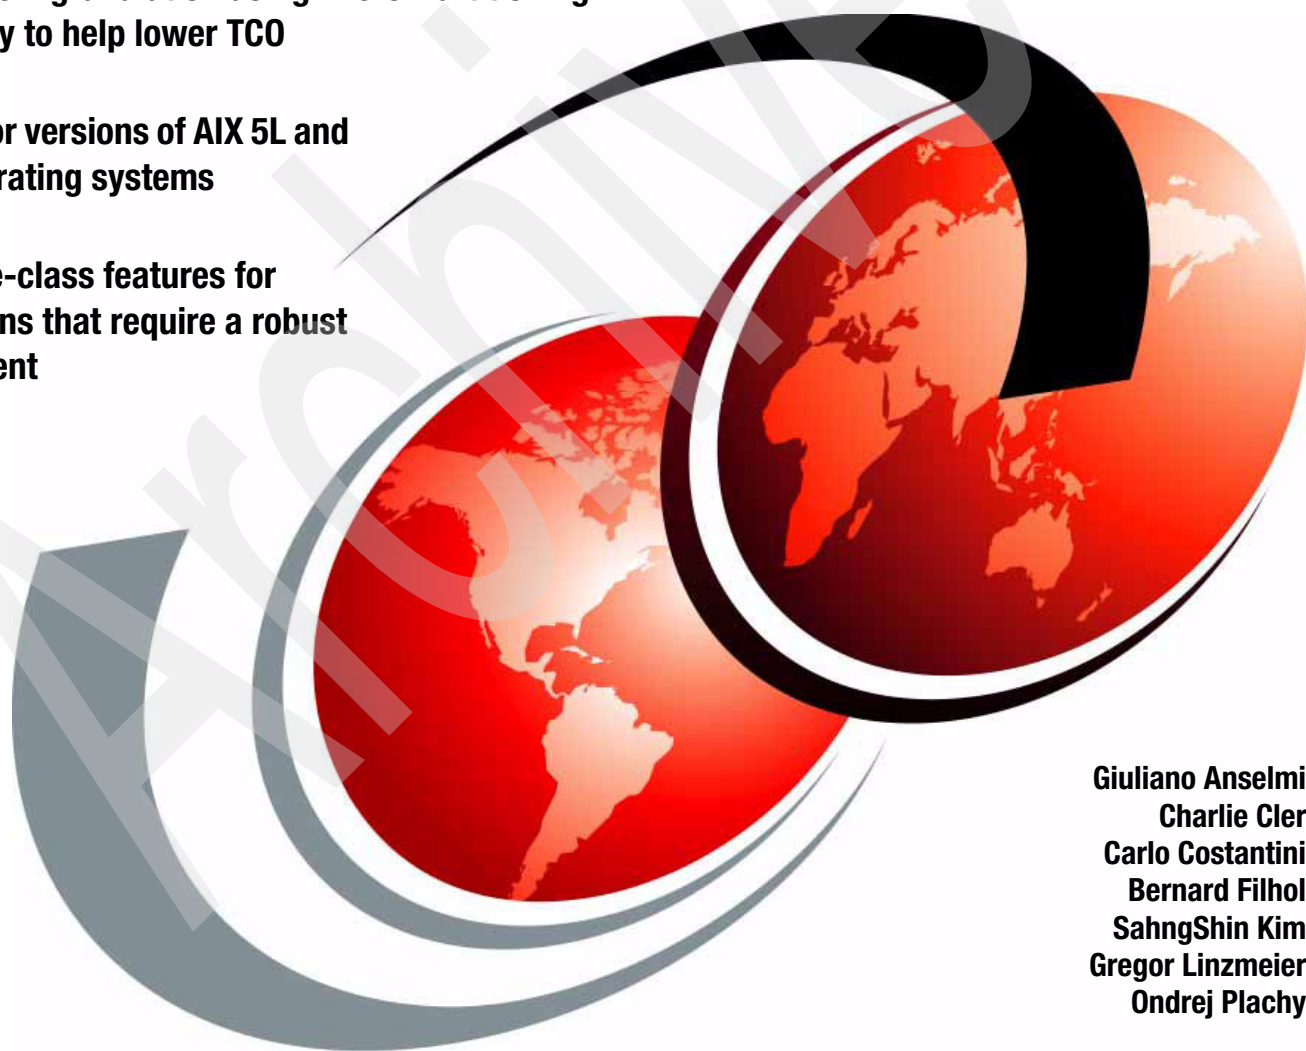 y to help lower TCO
or versions of AIX 5L and
rating systems
e-class features for
ns that require a robust
ent
Archived
Giuliano Anselmi
Charlie Cler
Carlo Costantini
Bernard Filhol
SahngShin Kim
Gregor Linzmeier
Ondrej Plachy